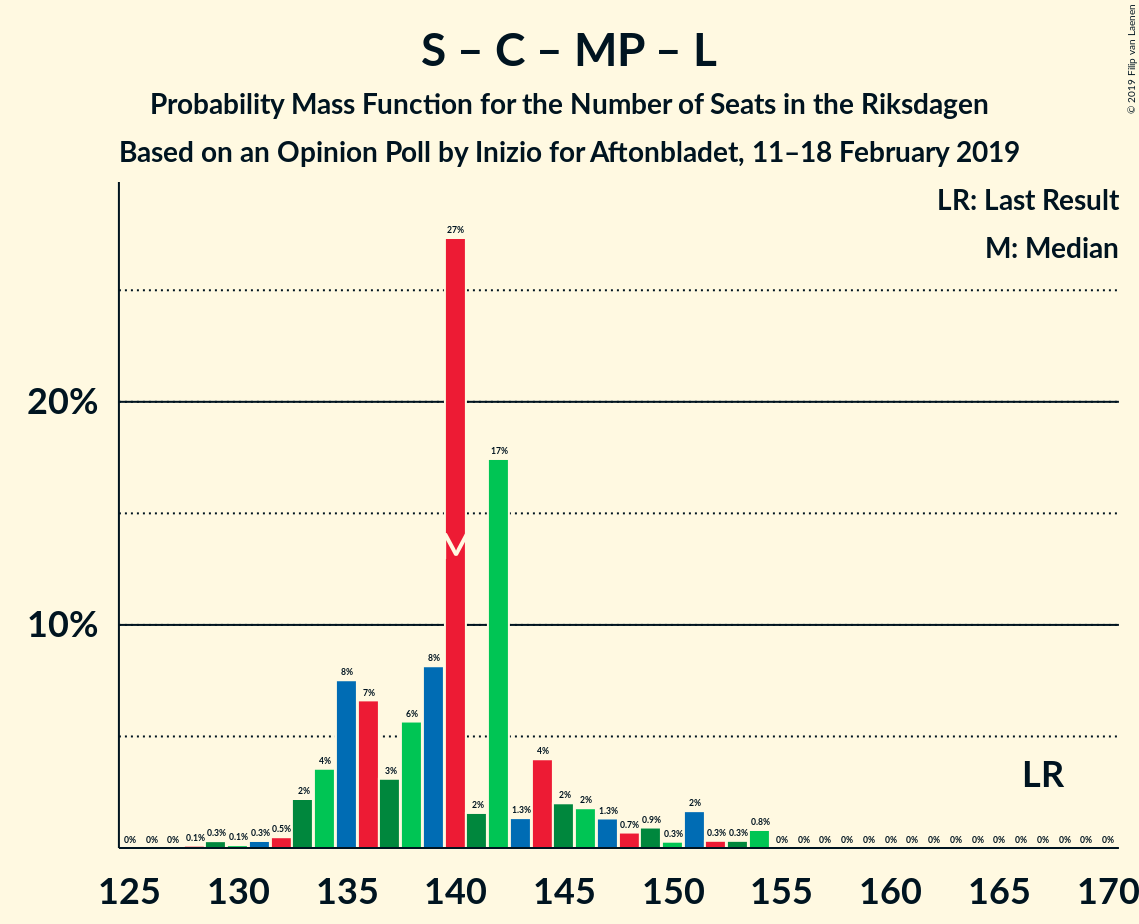 S – C – MP – L
Probability Mass Function for the Number of Seats in the Riksdagen
Based on an Opinion Poll by Inizio for Aftonbladet, 11–18 February 2019
© 2019 Filip van Laenen
LR: Last Result
M: Median
20%
10%
0% 0% 0% 0.1% 0.3% 0.1% 0.3% 0.5% 2% 4% 8% 7% 3% 6% 8% 27% 2% 17% 1.3% 4% 2% 2% 1.3% 0.7% 0.9% 0.3% 2% 0.3% 0.3% 0.8% 0% 0% 0% 0% 0% 0% 0% 0% 0% 0% 0% 0% 0% 0% 0% 0%
M
LR
125 130 135 140 145 150 155 160 165 170